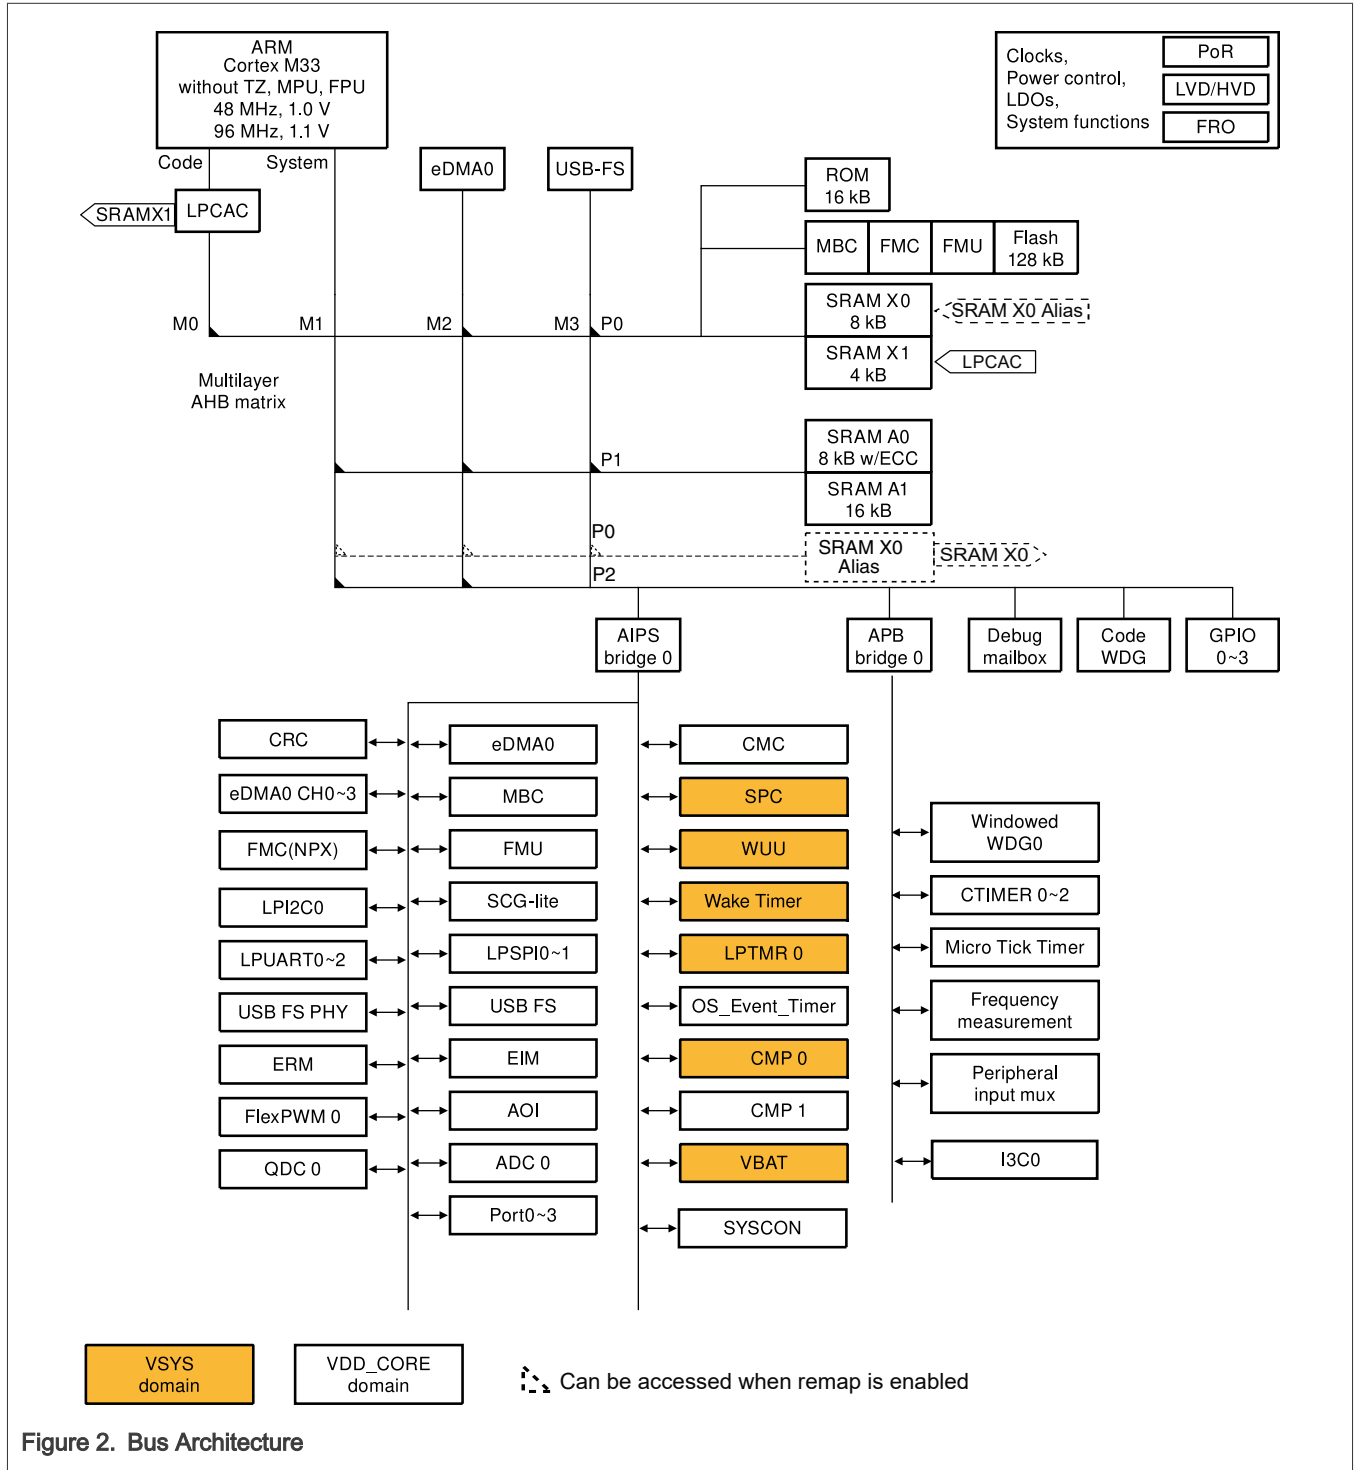 ARM
Cortex M33
without TZ, MPU, FPU
48 MHz, 1.0 V
96 MHz, 1.1 V
Clocks,
Power control,
LDOs,
System functions
PoR
LVD/HVD
FRO
Code
System
eDMA0
USB-FS
SRAMX1
LPCAC
ROM
16 kB
MBC
FMC
FMU
Flash
128 kB
SRAM X0
8 kB
SRAM X0 Alias
M0
M1
M2
M3
P0
SRAM X1
4 kB
LPCAC
Multilayer
AHB matrix
SRAM A0
8 kB w/ECC
P1
SRAM A1
16 kB
P0
SRAM X0
Alias
SRAM X0
P2
AIPS
bridge 0
APB
bridge 0
Debug
mailbox
Code
WDG
GPIO
0~3
CRC
eDMA0
CMC
eDMA0 CH0~3
MBC
SPC
Windowed
WDG0
FMC(NPX)
FMU
WUU
LPI2C0
SCG-lite
Wake Timer
CTIMER 0~2
LPUART0~2
LPSPI0~1
LPTMR 0
Micro Tick Timer
USB FS PHY
USB FS
OS_Event_Timer
Frequency
measurement
ERM
EIM
CMP 0
Peripheral
input mux
FlexPWM 0
AOI
CMP 1
QDC 0
ADC 0
VBAT
I3C0
Port0~3
SYSCON
VSYS
domain
VDD_CORE
domain
Can be accessed when remap is enabled
Figure 2. Bus Architecture